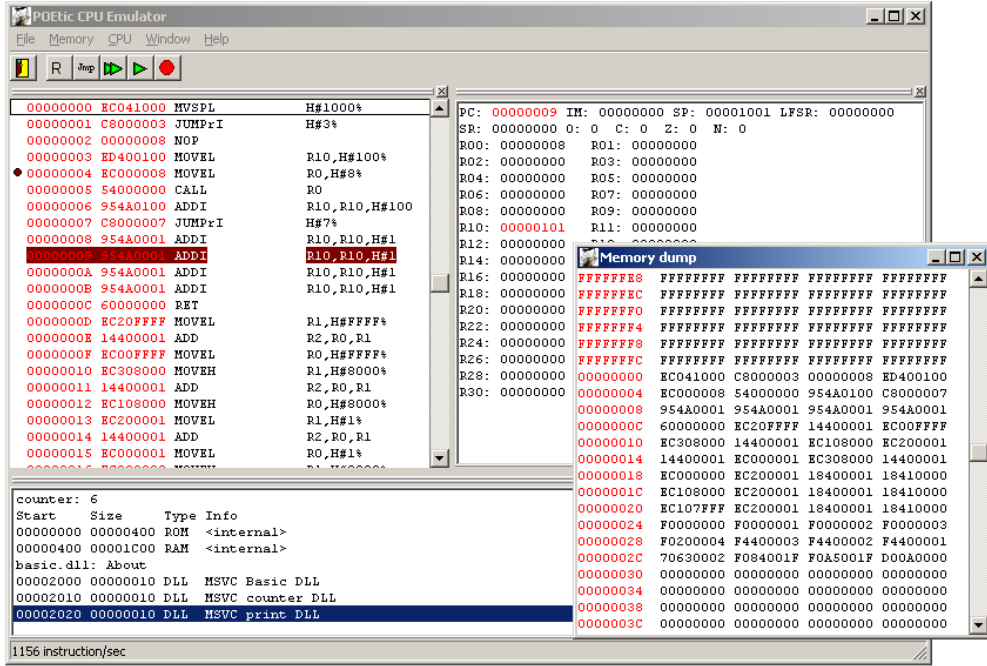 POEtic CPU Emulator
File Memory CPU Window Help
R Jmp
00000000 EC041000 MVSPL H#1000%
00000001 C8000003 JUMPrI H#3%
00000002 00000008 NOP
00000003 ED400100 MOVEL R10,H#100%
00000004 EC000008 MOVEL R0,H#8%
00000005 54000000 CALL R0
00000006 954A0100 ADDI R10,R10,H#100
00000007 C8000007 JUMPrI H#7%
00000008 954A0001 ADDI R10,R10,H#1
00000009 954A0001 ADDI R10,R10,H#1
0000000A 954A0001 ADDI R10,R10,H#1
0000000B 954A0001 ADDI R10,R10,H#1
0000000C 60000000 RET
0000000D EC20FFFF MOVEL R1,H#FFFF%
0000000E 14400001 ADD R2,R0,R1
0000000F EC00FFFF MOVEL R0,H#FFFF%
00000010 EC308000 MOVEH R1,H#8000%
00000011 14400001 ADD R2,R0,R1
00000012 EC108000 MOVEH R0,H#8000%
00000013 EC200001 MOVEL R1,H#1%
00000014 14400001 ADD R2,R0,R1
00000015 EC000001 MOVEL R0,H#1%
PC: 00000009 IM: 00000000 SP: 00001001 LFSR: 00000000
SR: 00000000 O: 0 C: 0 Z: 0 N: 0
R00: 00000008 R01: 00000000
R02: 00000000 R03: 00000000
R04: 00000000 R05: 00000000
R06: 00000000 R07: 00000000
R08: 00000000 R09: 00000000
R10: 00000101 R11: 00000000
R12: 00000000
R14: 00000000
R16: 00000000
R18: 00000000
R20: 00000000
R22: 00000000
R24: 00000000
R26: 00000000
R28: 00000000
R30: 00000000
Memory dump
FFFFFFE8 FFFFFFFF FFFFFFFF FFFFFFFF FFFFFFFF
FFFFFFEC FFFFFFFF FFFFFFFF FFFFFFFF FFFFFFFF
FFFFFFF0 FFFFFFFF FFFFFFFF FFFFFFFF FFFFFFFF
FFFFFFF4 FFFFFFFF FFFFFFFF FFFFFFFF FFFFFFFF
FFFFFFF8 FFFFFFFF FFFFFFFF FFFFFFFF FFFFFFFF
FFFFFFFC FFFFFFFF FFFFFFFF FFFFFFFF FFFFFFFF
00000000 EC041000 C8000003 00000008 ED400100
00000004 EC000008 54000000 954A0100 C8000007
00000008 954A0001 954A0001 954A0001 954A0001
0000000C 60000000 EC20FFFF 14400001 EC00FFFF
00000010 EC308000 14400001 EC108000 EC200001
00000014 14400001 EC000001 EC308000 14400001
00000018 EC000000 EC200001 18400001 18410000
0000001C EC108000 EC200001 18400001 18410000
00000020 EC107FFF EC200001 18400001 18410000
00000024 F0000000 F0000001 F0000002 F0000003
00000028 F0200004 F4400003 F4400002 F4400001
0000002C 70630002 F084001F F0A5001F D00A0000
00000030 00000000 00000000 00000000 00000000
00000034 00000000 00000000 00000000 00000000
00000038 00000000 00000000 00000000 00000000
0000003C 00000000 00000000 00000000 00000000
counter: 6
Start Size Type Info
00000000 00000400 ROM <internal>
00000400 00001C00 RAM <internal>
basic.dll: About
00002000 00000010 DLL MSVC Basic DLL
00002010 00000010 DLL MSVC counter DLL
00002020 00000010 DLL MSVC print DLL
1156 instruction/sec